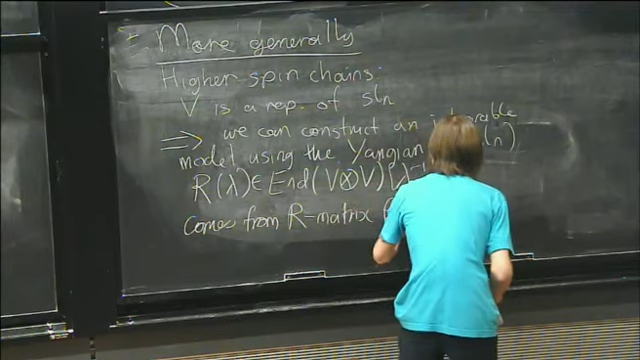 More generally
Higher spin chains:
V is a rep. of sln
⟹ we can construct an
model using the Yangian (n)
R(λ) ∈ End(V⊗V)
comes from R-matrix